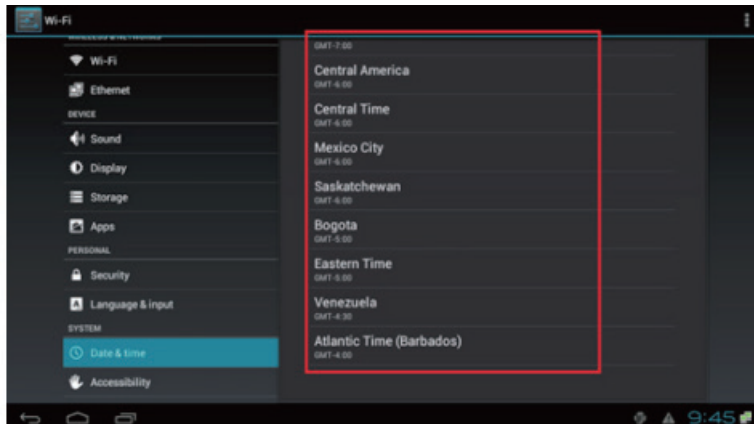 Wi-Fi
WIRELESS & NETWORKS
Wi-Fi
Ethernet
DEVICE
Sound
Display
Storage
Apps
PERSONAL
Security
Language & input
SYSTEM
Date & time
Accessibility
GMT-7:00
Central America
GMT-6:00
Central Time
GMT-6:00
Mexico City
GMT-6:00
Saskatchewan
GMT-6:00
Bogota
GMT-5:00
Eastern Time
GMT-5:00
Venezuela
GMT-4:30
Atlantic Time (Barbados)
GMT-4:00
9:45